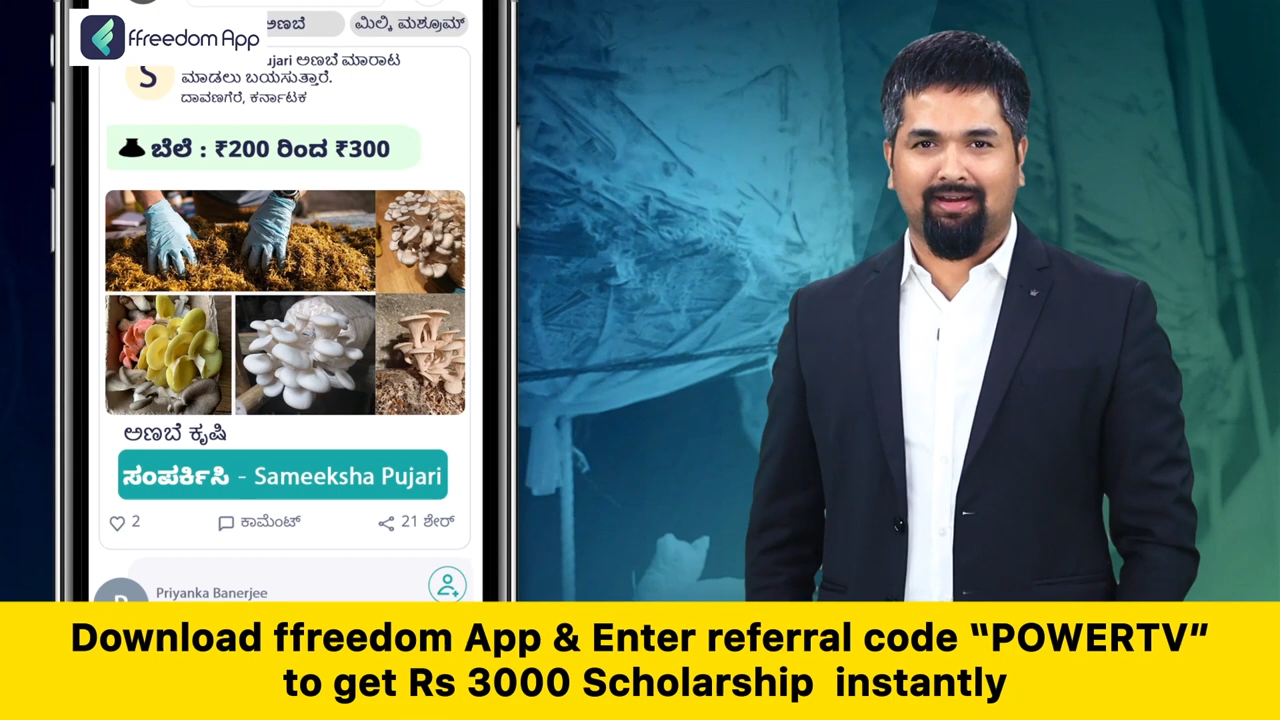 ffreedom App
ಅಣಬೆ
ಮಿಲ್ಕಿ ಮಶ್ರೂಮ್
S
ujari ಅಣಬೆ ಮಾರಾಟ
ಮಾಡಲು ಬಯಸುತ್ತಾರೆ.
ದಾವಣಗೆರೆ, ಕರ್ನಾಟಕ
ಬೆಲೆ : ₹200 ರಿಂದ ₹300
ಅಣಬೆ ಕೃಷಿ
ಸಂಪರ್ಕಿಸಿ - Sameeksha Pujari
2
ಕಾಮೆಂಟ್
21 ಶೇರ್
Priyanka Banerjee
Download ffreedom App & Enter referral code “POWERTV”
to get Rs 3000 Scholarship instantly